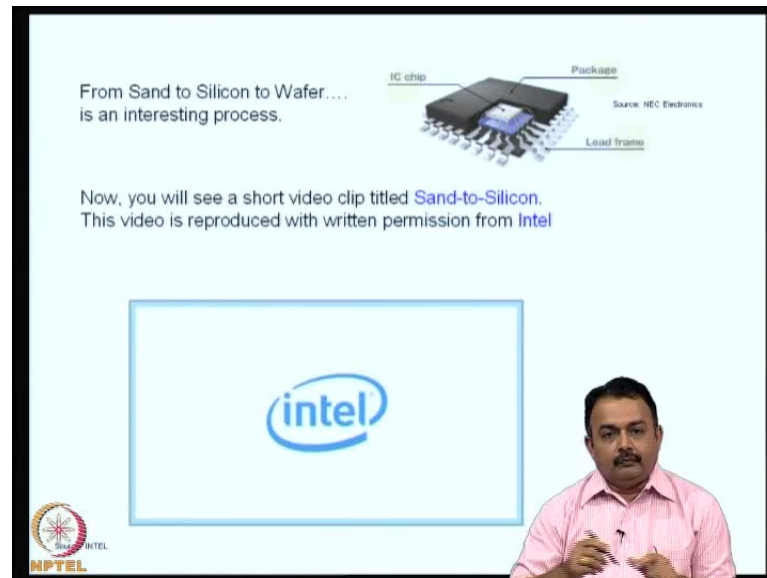 From Sand to Silicon to Wafer....
is an interesting process.
IC chip
Package
Source: NEC Electronics
Lead frame
Now, you will see a short video clip titled Sand-to-Silicon.
This video is reproduced with written permission from Intel
intel
Source: INTEL
NPTEL